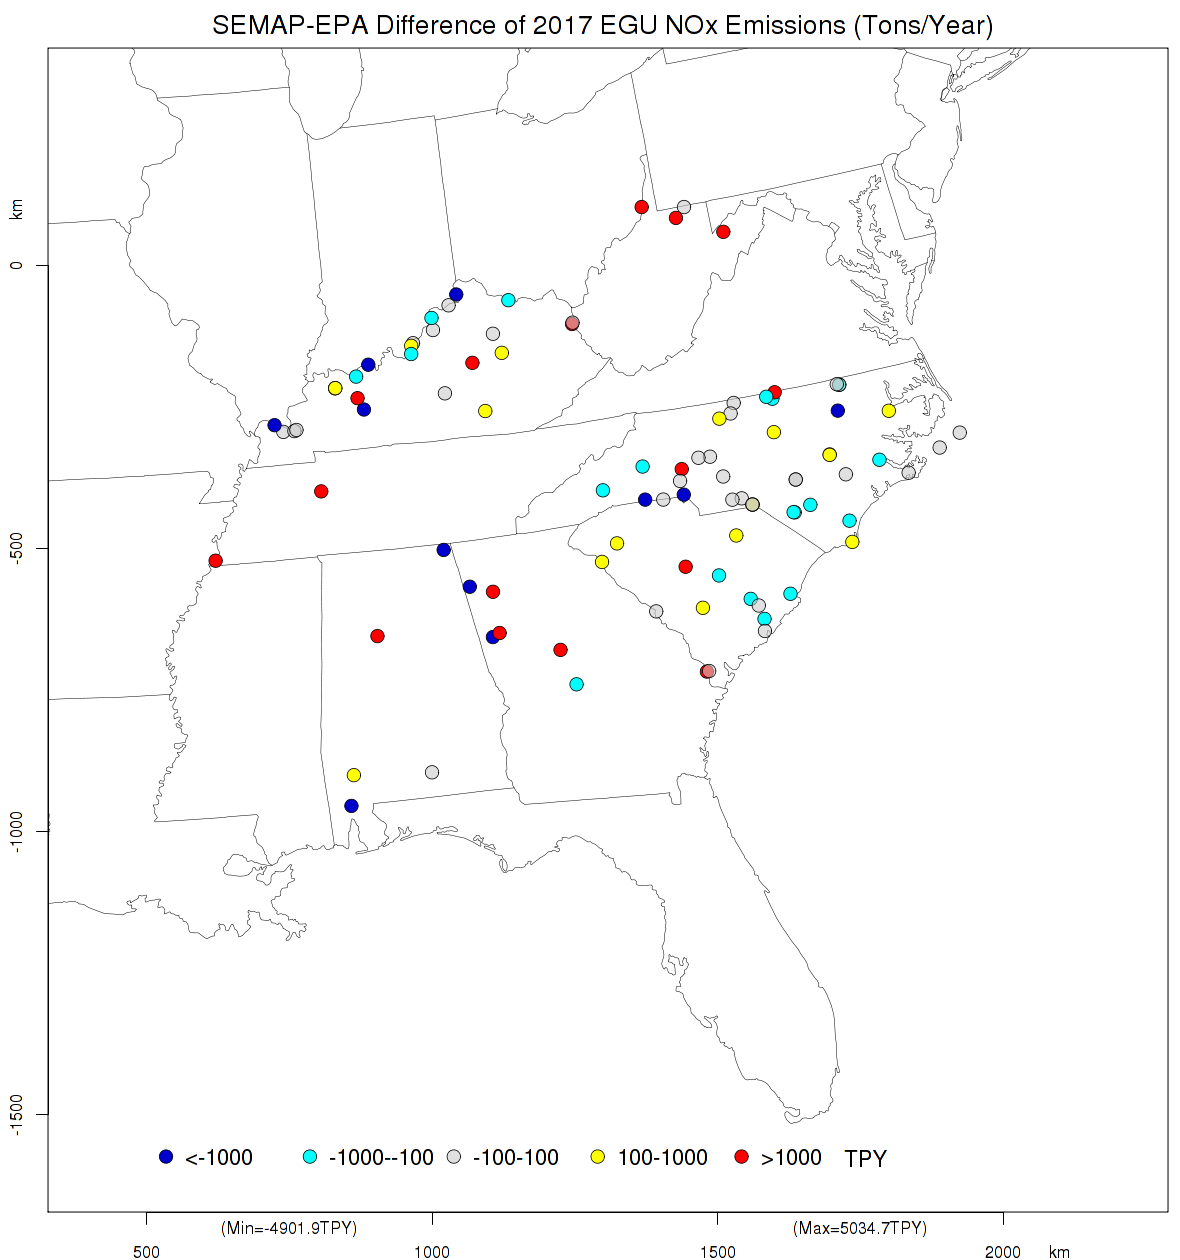 SEMAP-EPA Difference of 2017 EGU NOx Emissions (Tons/Year)
km
0
-500
-1000
-1500
<-1000 -1000--100 -100-100 100-1000 >1000 TPY
(Min=-4901.9TPY) (Max=5034.7TPY)
500 1000 1500 2000 km